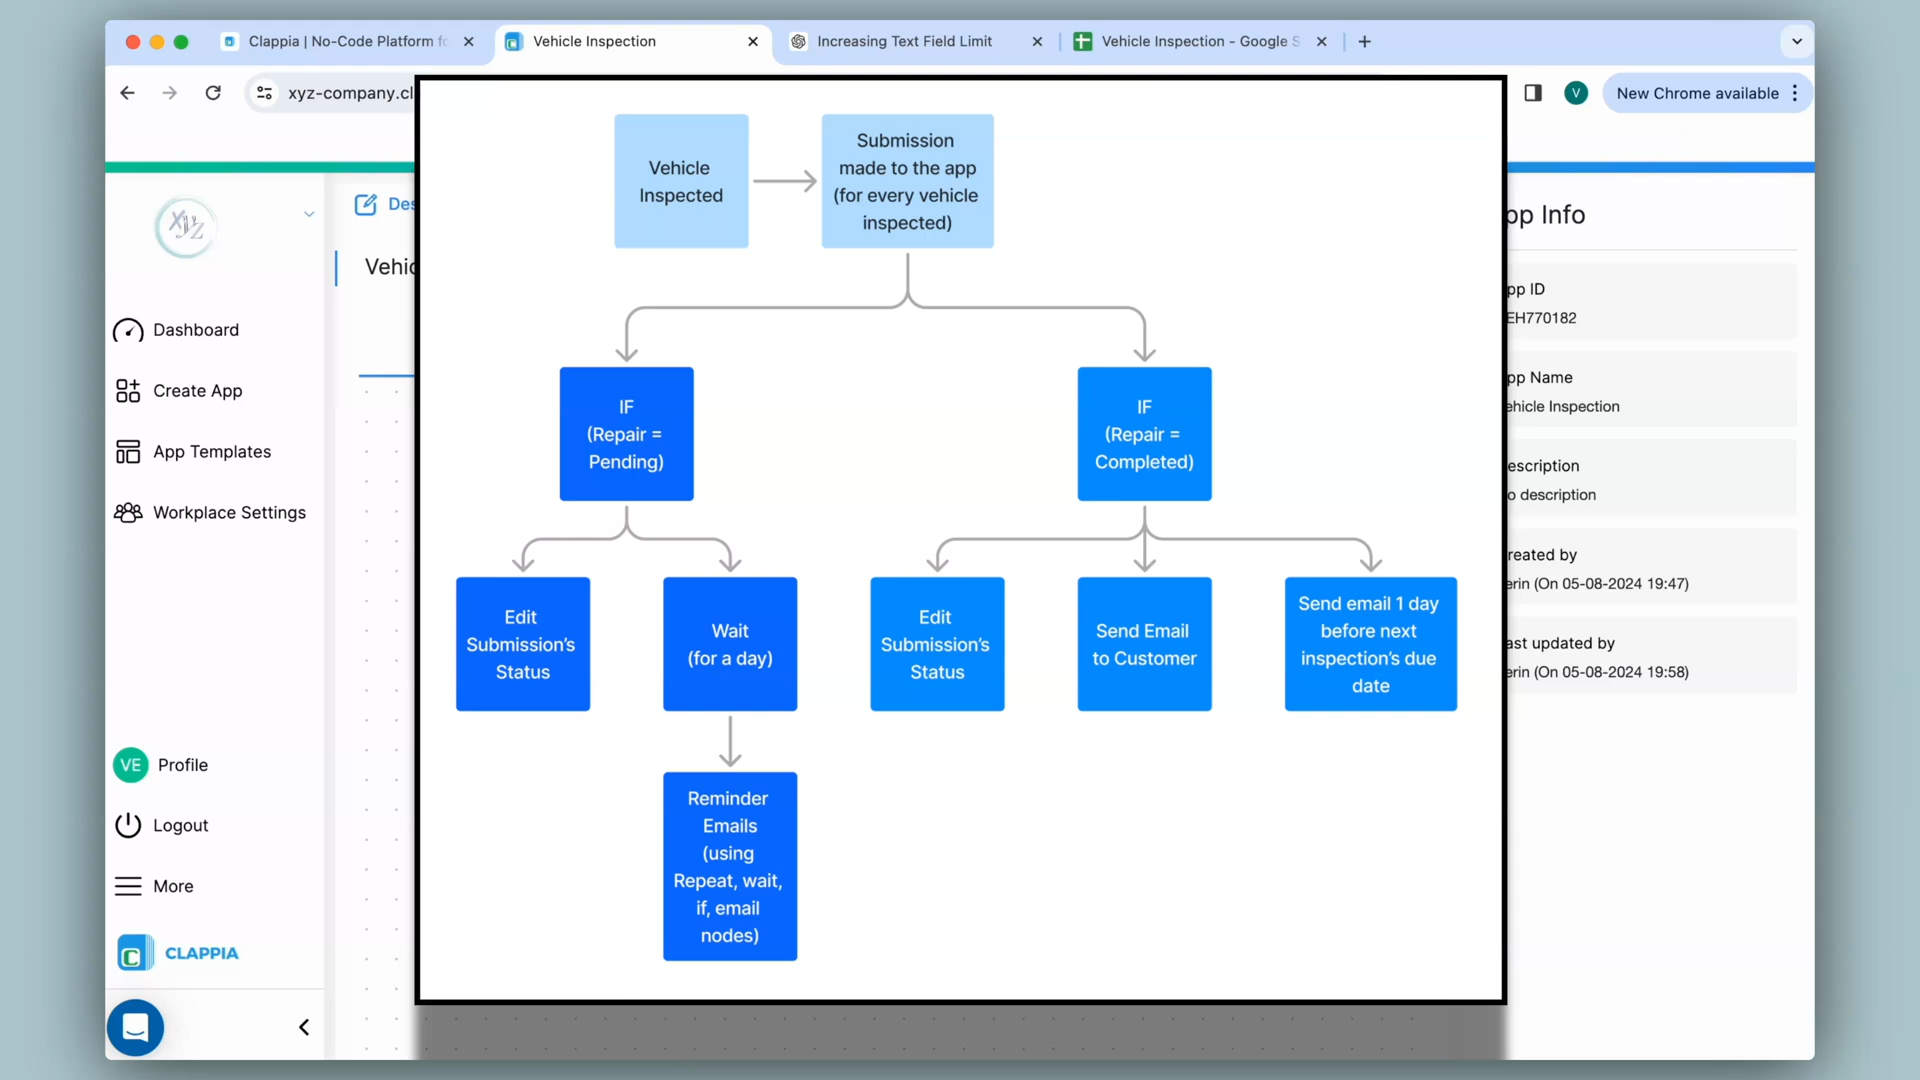 Clappia | No-Code Platform fo
Vehicle Inspection
Increasing Text Field Limit
Vehicle Inspection - Google S
xyz-company.cl
V
New Chrome available
XYZ
Des
Vehic
Dashboard
Create App
App Templates
Workplace Settings
VE Profile
Logout
More
CLAPPIA
Vehicle
Inspected
Submission
made to the app
(for every vehicle
inspected)
IF
(Repair =
Pending)
IF
(Repair =
Completed)
Edit
Submission's
Status
Wait
(for a day)
Edit
Submission's
Status
Send Email
to Customer
Send email 1 day
before next
inspection's due
date
Reminder
Emails
(using
Repeat, wait,
if, email
nodes)
pp Info
pp ID
EH770182
pp Name
ehicle Inspection
escription
o description
reated by
erin (On 05-08-2024 19:47)
ast updated by
erin (On 05-08-2024 19:58)